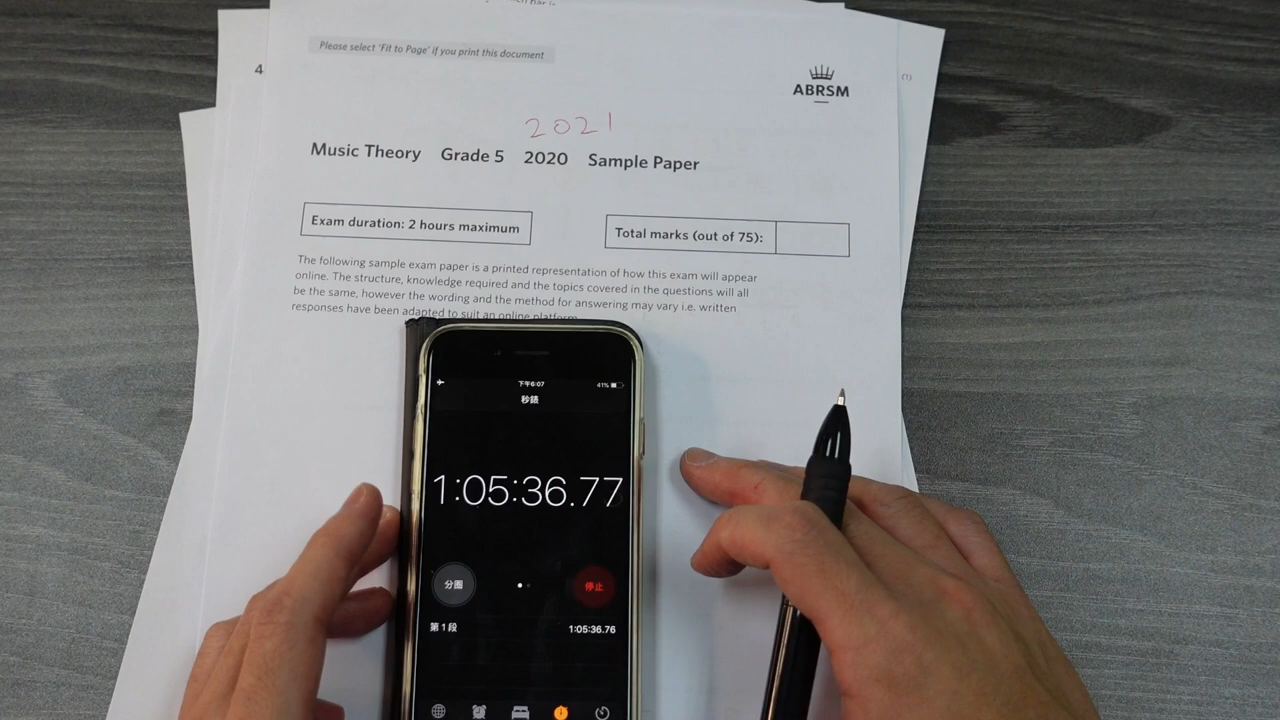 Please select 'Fit to Page' if you print this document
4
(1)
ABRSM
2021
Music Theory Grade 5 2020 Sample Paper
Exam duration: 2 hours maximum
Total marks (out of 75):
The following sample exam paper is a printed representation of how this exam will appear
online. The structure, knowledge required and the topics covered in the questions will all
be the same, however the wording and the method for answering may vary i.e. written
responses have been adapted to suit an online platform.
下午6:07
41%
秒錶
1:05:36.77
分圈
停止
第 1 段
1:05:36.76